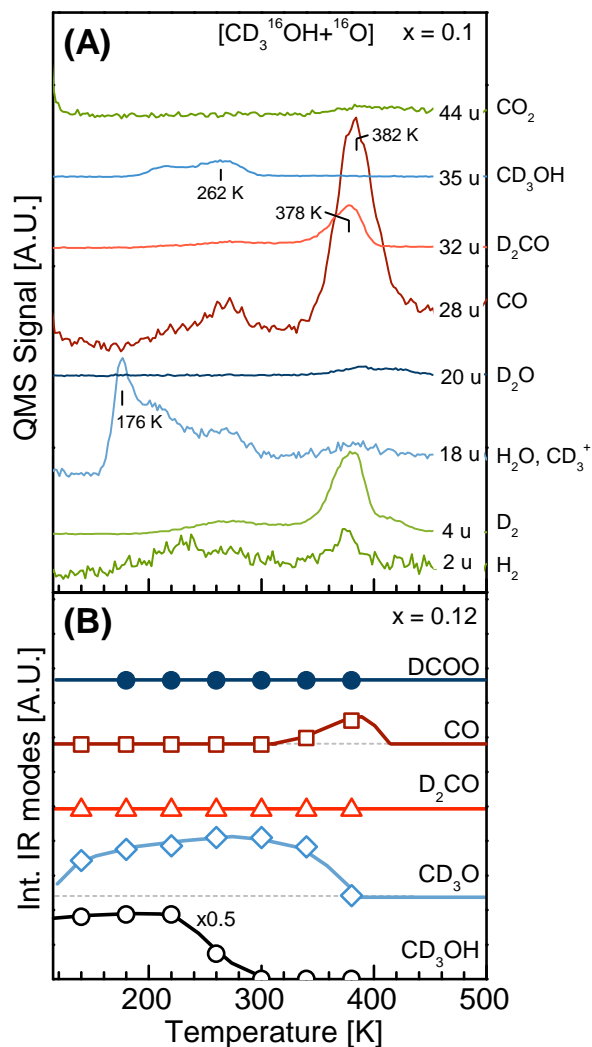 (A) [CD₃¹⁶OH+¹⁶O] x = 0.1
44 u CO₂
382 K
35 u CD₃OH
262 K
378 K
32 u D₂CO
28 u CO
20 u D₂O
176 K
18 u H₂O, CD₃⁺
4 u D₂
2 u H₂
QMS Signal [A.U.]
(B) x = 0.12
DCOO
CO
D₂CO
CD₃O
x0.5
CD₃OH
Int. IR modes [A.U.]
200 300 400 500
Temperature [K]